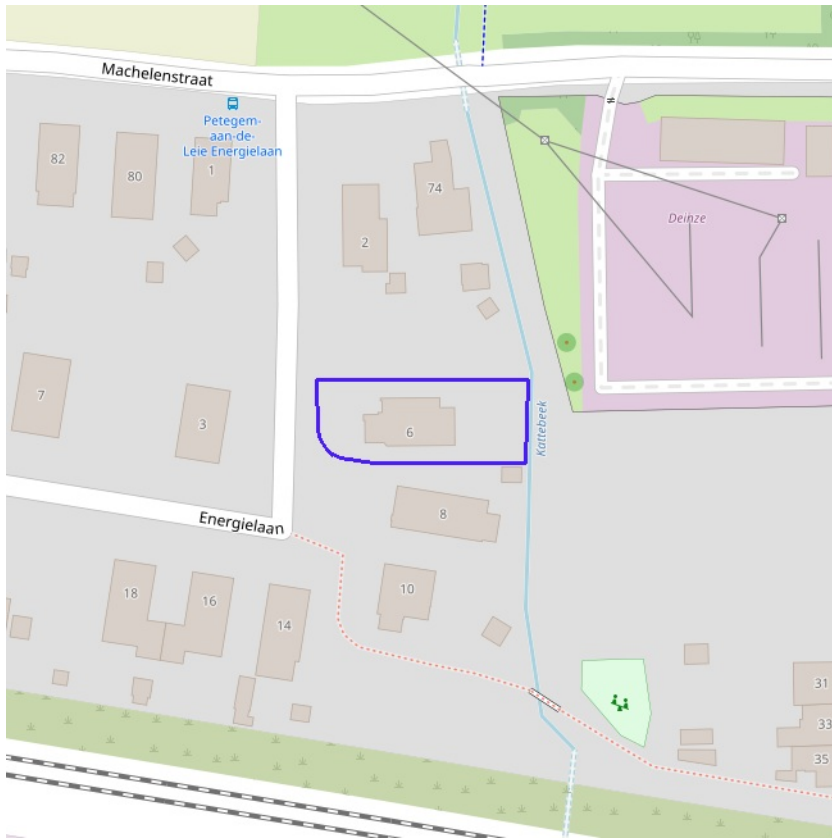 Machelenstraat
Petegem-
aan-de-
Leie Energielaan
82
80
1
74
2
Deinze
7
3
6
Kattebeek
8
Energielaan
10
18
16
14
31
33
35